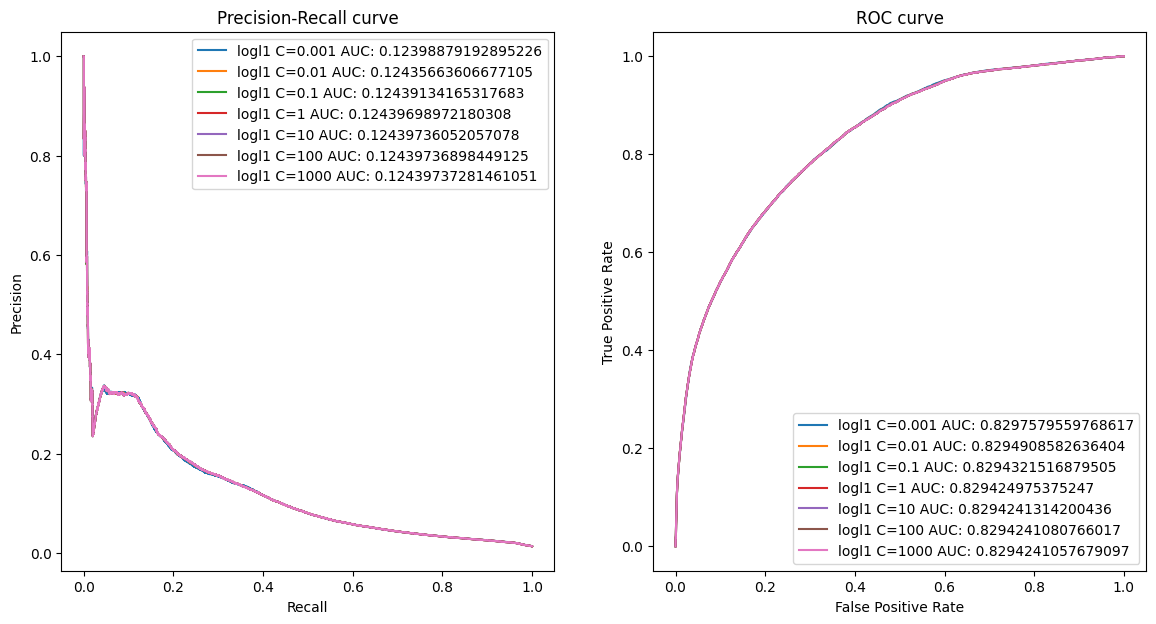 Precision-Recall curve
Precision
1.0
0.8
0.6
0.4
0.2
0.0
logl1 C=0.001 AUC: 0.12398879192895226
logl1 C=0.01 AUC: 0.12435663606677105
logl1 C=0.1 AUC: 0.12439134165317683
logl1 C=1 AUC: 0.12439698972180308
logl1 C=10 AUC: 0.12439736052057078
logl1 C=100 AUC: 0.12439736898449125
logl1 C=1000 AUC: 0.12439737281461051
0.0 0.2 0.4 0.6 0.8 1.0
Recall
ROC curve
True Positive Rate
1.0
0.8
0.6
0.4
0.2
0.0
logl1 C=0.001 AUC: 0.8297579559768617
logl1 C=0.01 AUC: 0.8294908582636404
logl1 C=0.1 AUC: 0.8294321516879505
logl1 C=1 AUC: 0.829424975375247
logl1 C=10 AUC: 0.8294241314200436
logl1 C=100 AUC: 0.8294241080766017
logl1 C=1000 AUC: 0.8294241057679097
0.0 0.2 0.4 0.6 0.8 1.0
False Positive Rate